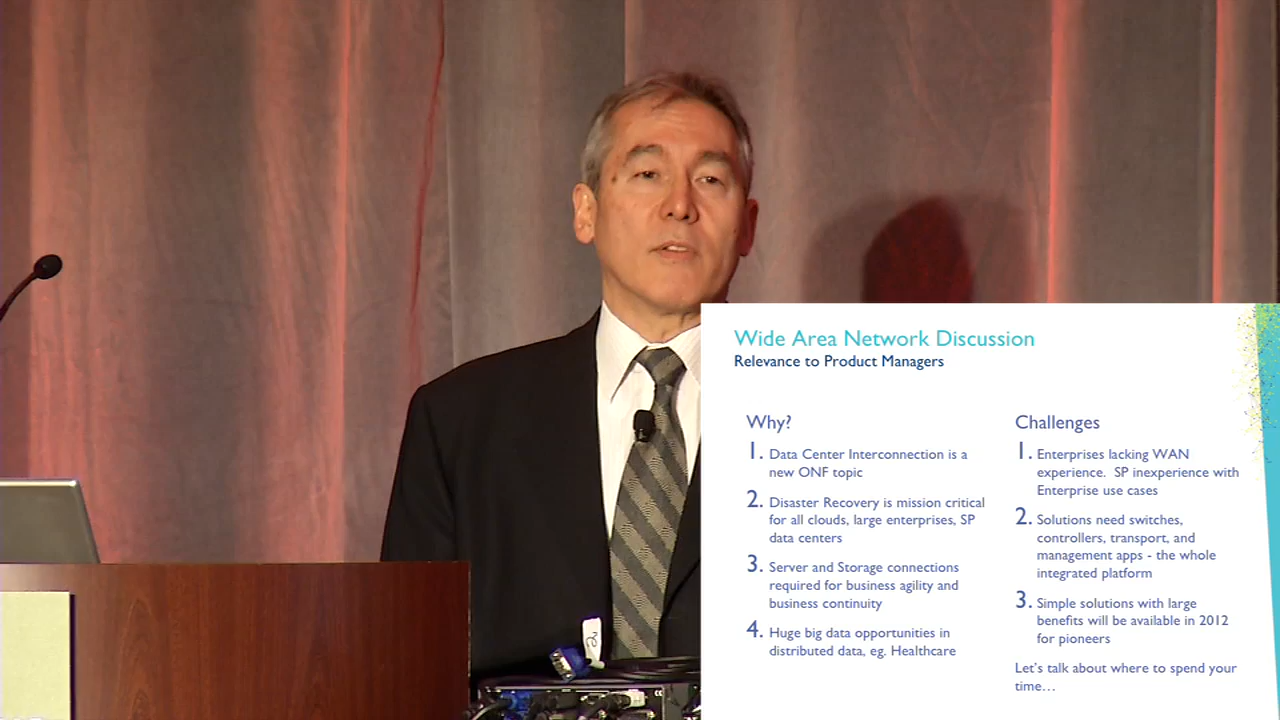 Wide Area Network Discussion
Relevance to Product Managers
Why?
1. Data Center Interconnection is a
new ONF topic
2. Disaster Recovery is mission critical
for all clouds, large enterprises, SP
data centers
3. Server and Storage connections
required for business agility and
business continuity
4. Huge big data opportunities in
distributed data, eg. Healthcare
Challenges
1. Enterprises lacking WAN
experience. SP inexperience with
Enterprise use cases
2. Solutions need switches,
controllers, transport, and
management apps - the whole
integrated platform
3. Simple solutions with large
benefits will be available in 2012
for pioneers
Let's talk about where to spend your
time…